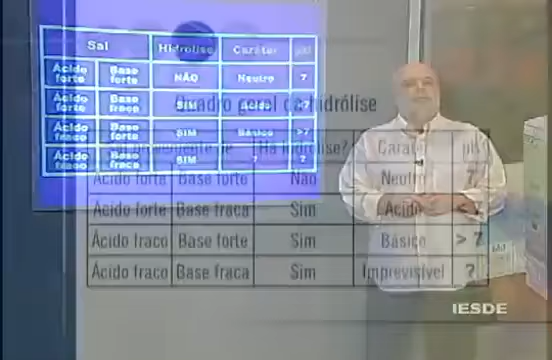 Sal Hidrólise Caráter pH
Ácido forte Base forte NÃO Neutro 7
Ácido forte Base fraca SIM Ácido
Ácido fraco Base forte SIM Básico >7
Ácido fraco Base fraca SIM ? ?
Quadro geral da hidrólise
Há hidrólise? Caráter pH
Ácido forte Base forte Não Neutro 7
Ácido forte Base fraca Sim Ácido
Ácido fraco Base forte Sim Básico > 7
Ácido fraco Base fraca Sim Imprevisível ?
IESDE